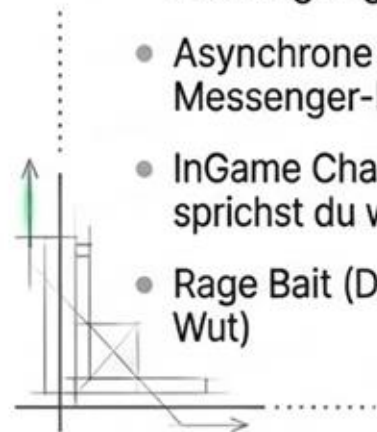 Asynchrone
Messenger-
InGame Cha
sprichst du
Rage Bait (D
Wut)